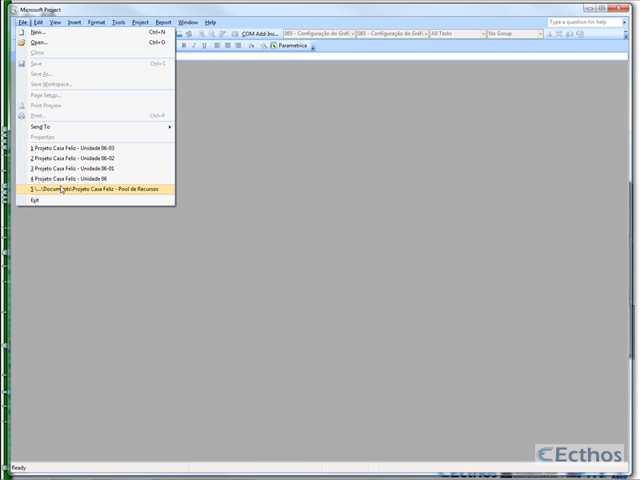 Microsoft Project
File Edit View Insert Format Tools Project Report Window Help
Type a question for help
COM Add-Ins...
085 - Configuração do Gráfi
085 - Configuração do Gráfi
All Tasks
No Group
Parametrica
New... Ctrl+N
Open... Ctrl+O
Close
Save Ctrl+S
Save As...
Save Workspace...
Page Setup...
Print Preview
Print... Ctrl+P
Send To
Properties
1 Projeto Casa Feliz - Unidade 06-03
2 Projeto Casa Feliz - Unidade 06-02
3 Projeto Casa Feliz - Unidade 06-01
4 Projeto Casa Feliz - Unidade 06
5 \...\Documents\Projeto Casa Feliz - Pool de Recursos
Exit
Ecthos
Ready